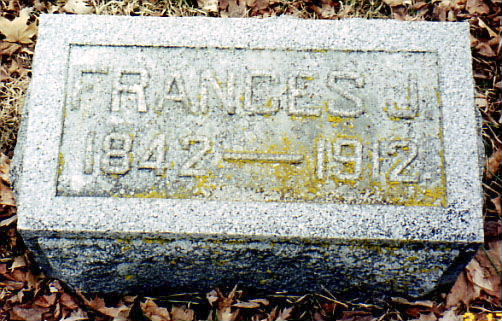 FRANCES J.
1842 — 1912.